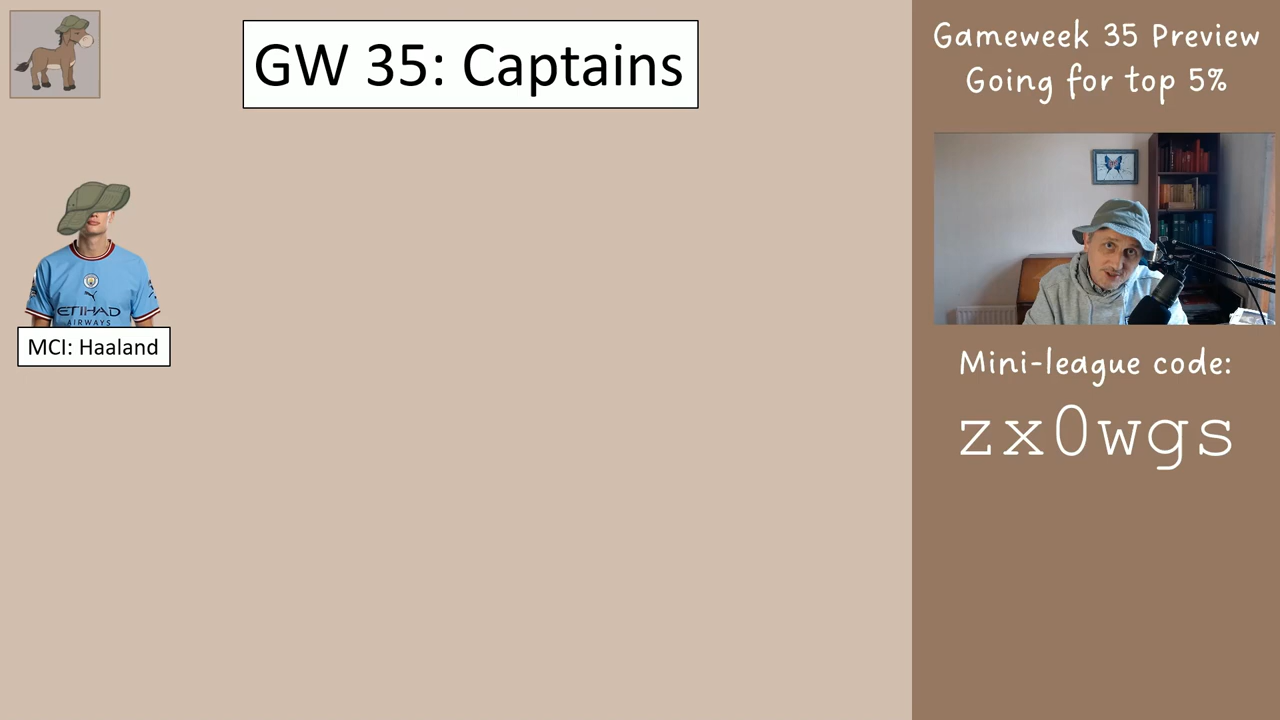 GW 35: Captains
ETIHAD
AIRWAYS
MCI: Haaland
Gameweek 35 Preview
Going for top 5%
Mini-league code:
zx0wgs